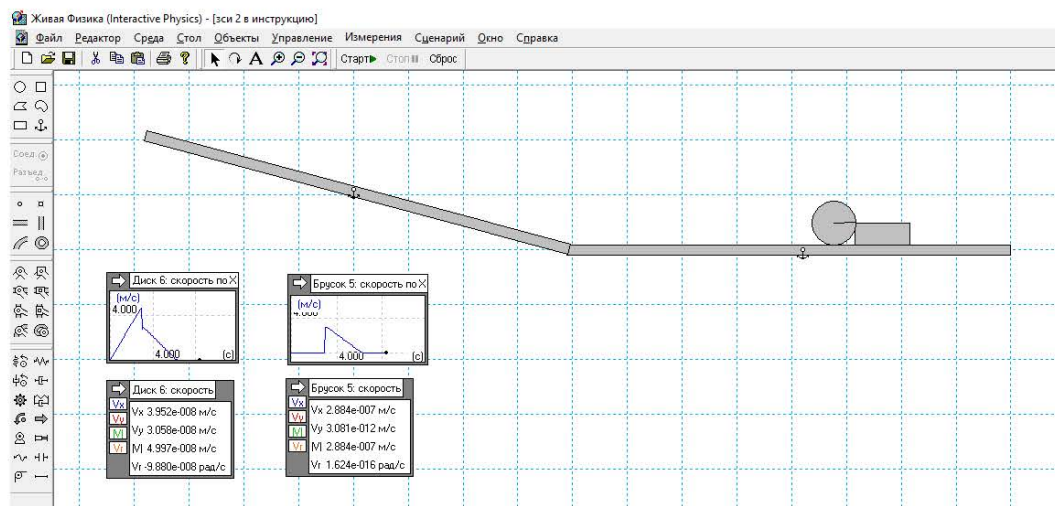 Живая Физика (Interactive Physics) - [зси 2 в инструкцию]
Файл Редактор Среда Стол Объекты Управление Измерения Сценарий Окно Справка
A Старт Стоп Сброс
Соед.
Разъед.
Диск 6: скорость по X
(м/с)
4.000
4.000 (с)
Брусок 5: скорость по X
(м/с)
4.000
4.000 (с)
Диск 6: скорость
Vx Vx 3.952e-008 м/с
Vy Vy 3.058e-008 м/с
|V| |V| 4.997e-008 м/с
Vr Vr -9.880e-008 рад/с
Брусок 5: скорость
Vx Vx 2.884e-007 м/с
Vy Vy 3.081e-012 м/с
|V| |V| 2.884e-007 м/с
Vr Vr 1.624e-016 рад/с